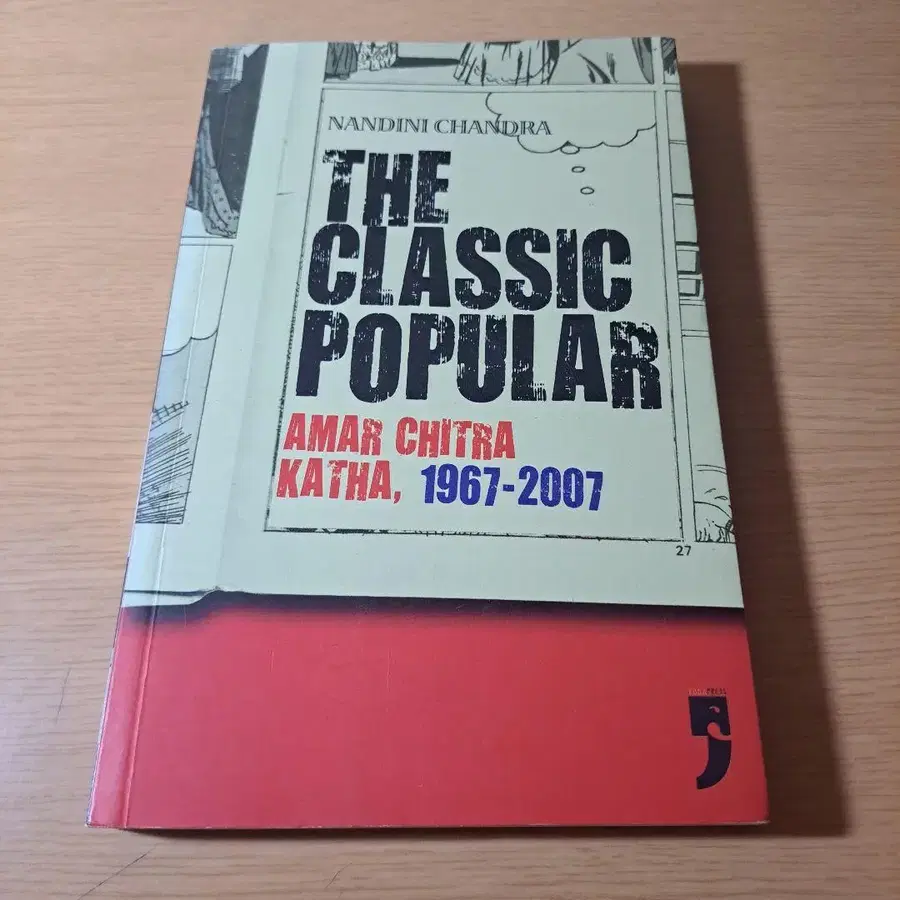 NANDINI CHANDRA
THE
CLASSIC
POPULAR
AMAR CHITRA
KATHA, 1967-2007
27